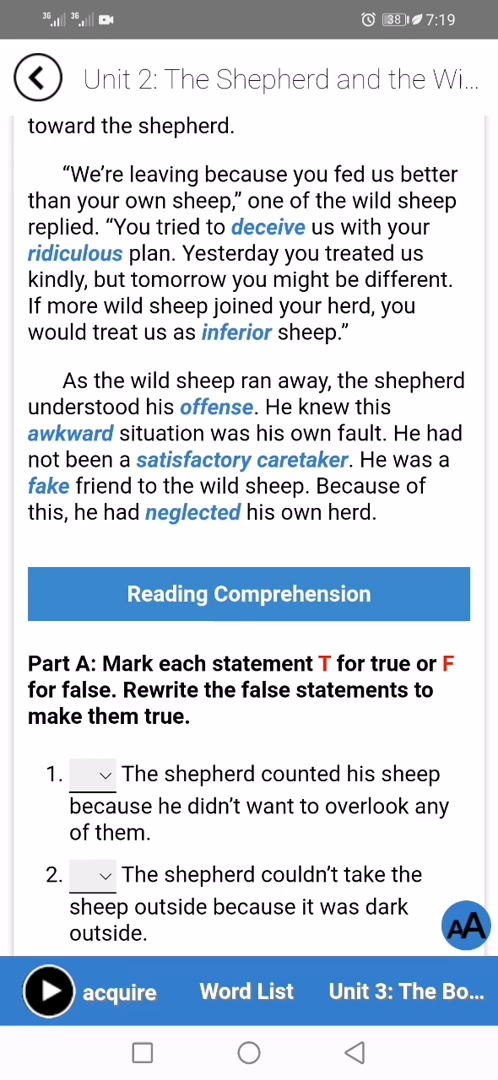 3G 3G 38 7:19
Unit 2: The Shepherd and the Wi...
toward the shepherd.
“We’re leaving because you fed us better
than your own sheep,” one of the wild sheep
replied. “You tried to deceive us with your
ridiculous plan. Yesterday you treated us
kindly, but tomorrow you might be different.
If more wild sheep joined your herd, you
would treat us as inferior sheep.”
As the wild sheep ran away, the shepherd
understood his offense. He knew this
awkward situation was his own fault. He had
not been a satisfactory caretaker. He was a
fake friend to the wild sheep. Because of
this, he had neglected his own herd.
Reading Comprehension
Part A: Mark each statement T for true or F
for false. Rewrite the false statements to
make them true.
1. The shepherd counted his sheep
because he didn’t want to overlook any
of them.
2. The shepherd couldn’t take the
sheep outside because it was dark
outside.
AA
acquire Word List Unit 3: The Bo...